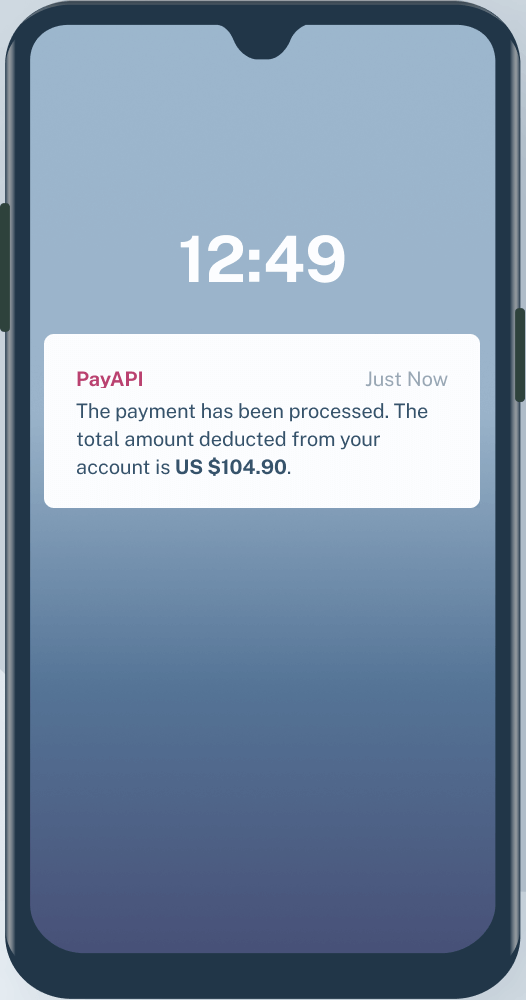 12:49
PayAPI Just Now
The payment has been processed. The
total amount deducted from your
account is US $104.90.